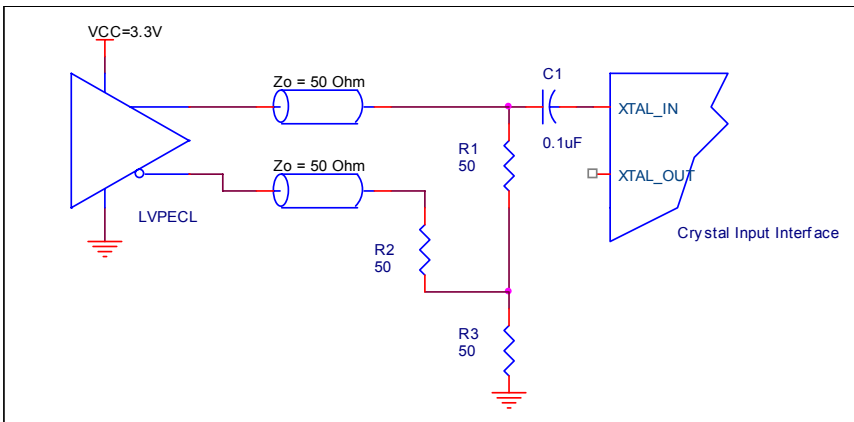 VCC=3.3V
Zo = 50 Ohm
C1
0.1uF
XTAL_IN
R1
50
Zo = 50 Ohm
XTAL_OUT
LVPECL
Crystal Input Interface
R2
50
R3
50